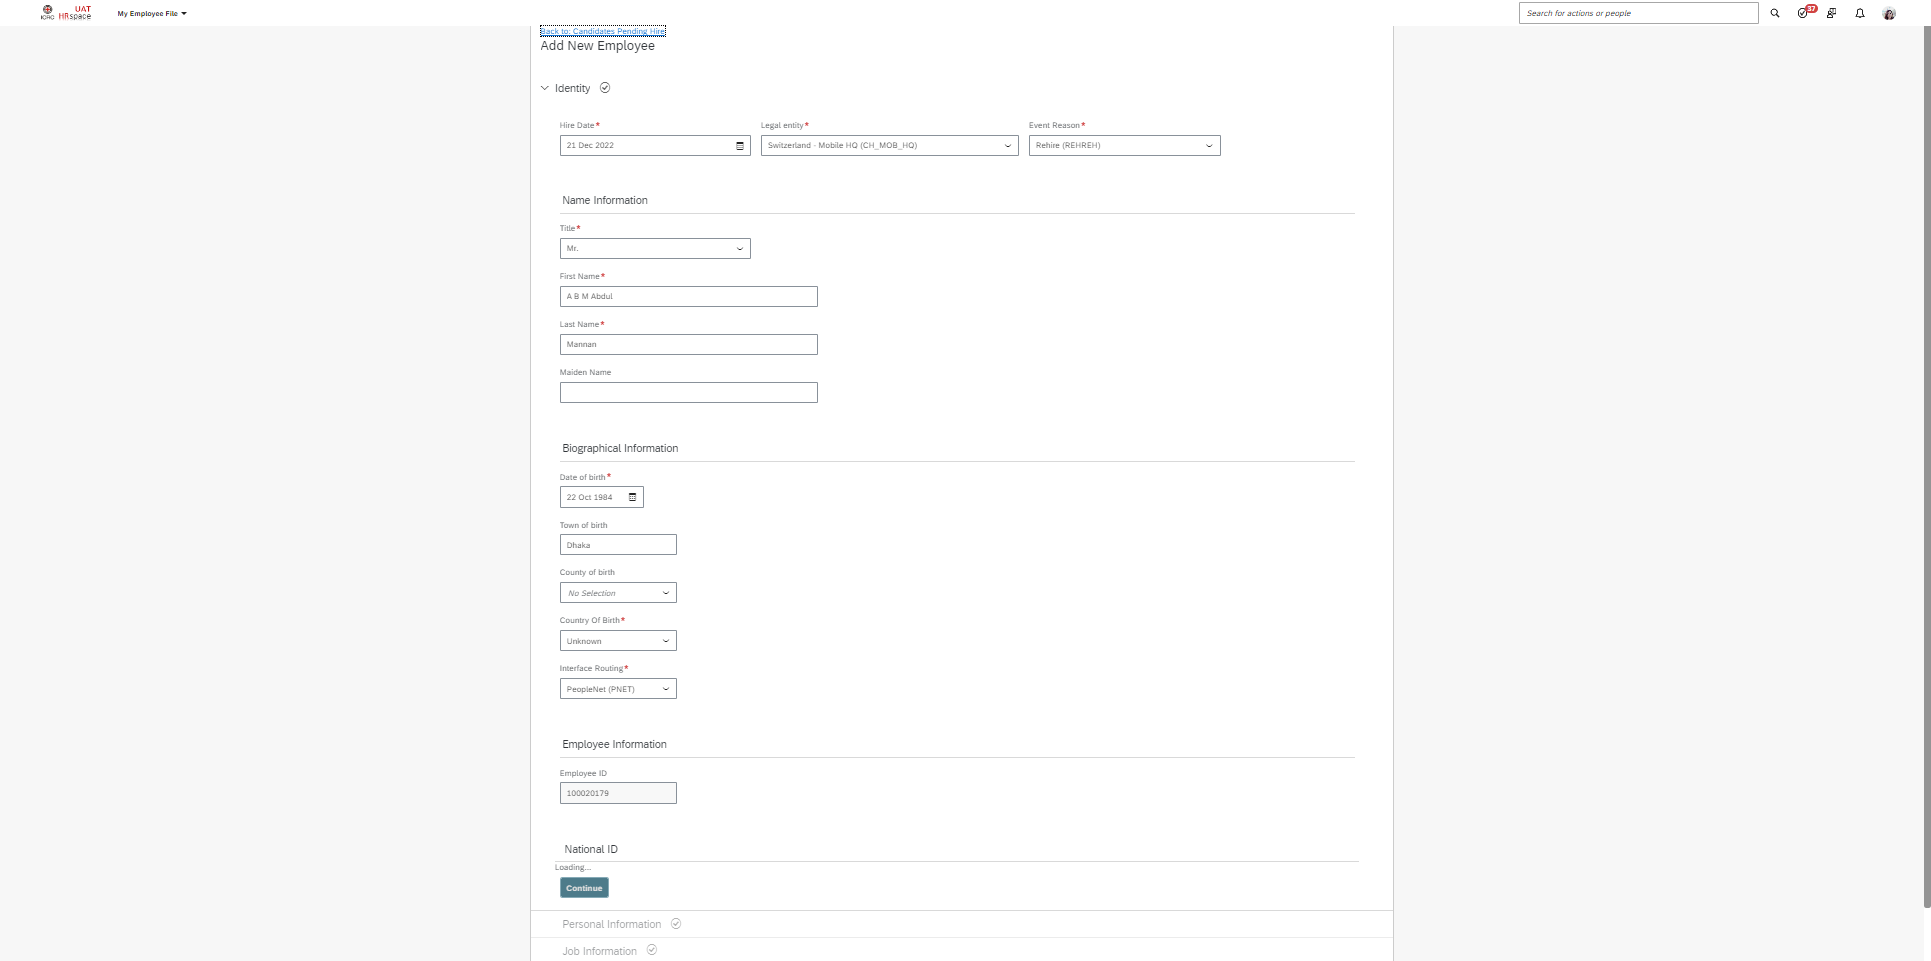 ICRC UAT HRspace My Employee File Search for actions or people 37
Back to: Candidates Pending Hire
Add New Employee
Identity
Hire Date* Legal entity* Event Reason*
21 Dec 2022 Switzerland - Mobile HQ (CH_MOB_HQ) Rehire (REHREH)
Name Information
Title*
Mr.
First Name*
A B M Abdul
Last Name*
Mannan
Maiden Name
Biographical Information
Date of birth*
22 Oct 1984
Town of birth
Dhaka
County of birth
No Selection
Country Of Birth*
Unknown
Interface Routing*
PeopleNet (PNET)
Employee Information
Employee ID
100020179
National ID
Loading...
Continue
Personal Information
Job Information